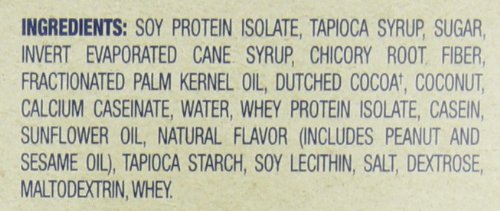 INGREDIENTS: SOY PROTEIN ISOLATE, TAPIOCA SYRUP, SUGAR,
INVERT EVAPORATED CANE SYRUP, CHICORY ROOT FIBER,
FRACTIONATED PALM KERNEL OIL, DUTCHED COCOA†, COCONUT,
CALCIUM CASEINATE, WATER, WHEY PROTEIN ISOLATE, CASEIN,
SUNFLOWER OIL, NATURAL FLAVOR (INCLUDES PEANUT AND
SESAME OIL), TAPIOCA STARCH, SOY LECITHIN, SALT, DEXTROSE,
MALTODEXTRIN, WHEY.